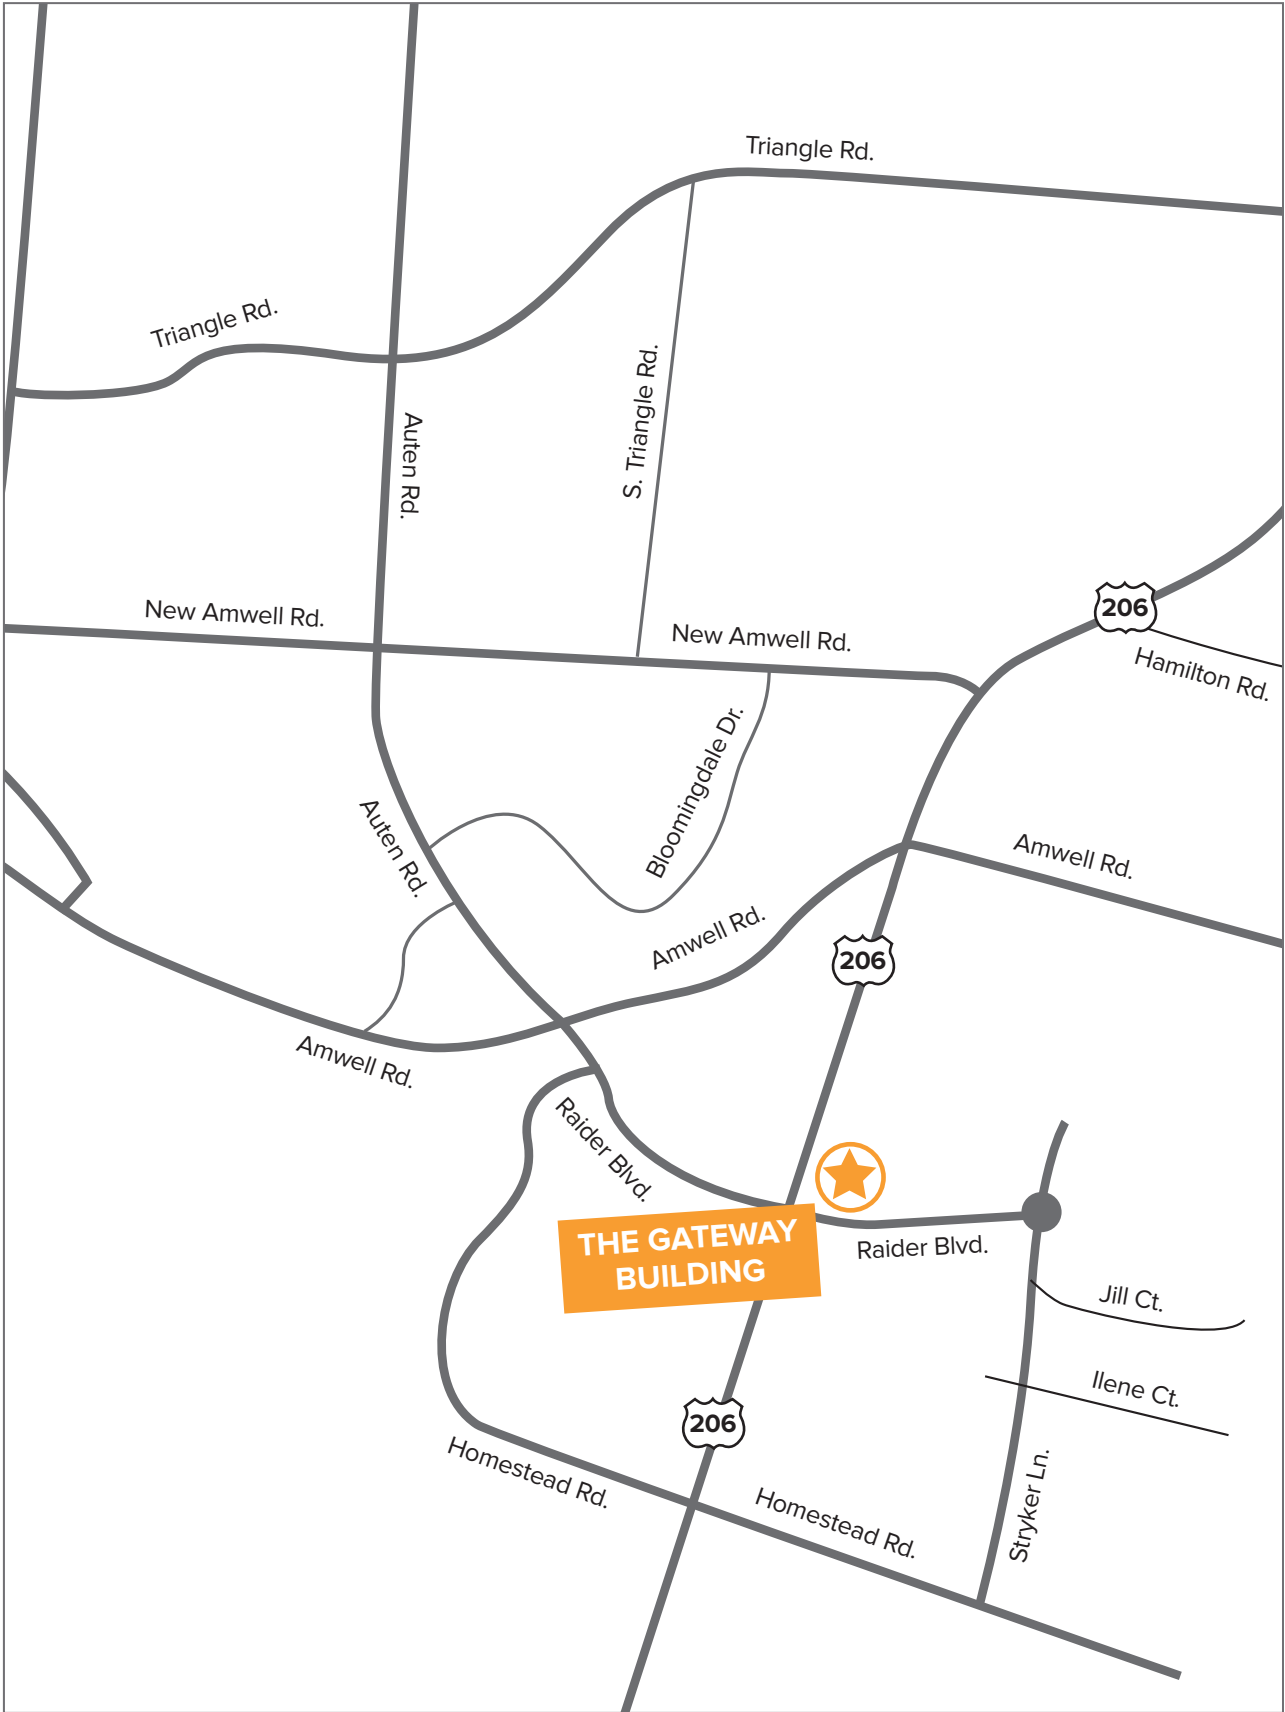 Triangle Rd.
Triangle Rd.
S. Triangle Rd.
Auten Rd.
New Amwell Rd.
New Amwell Rd.
206
Hamilton Rd.
Bloomingdale Dr.
Auten Rd.
Amwell Rd.
Amwell Rd.
206
Amwell Rd.
Raider Blvd.
THE GATEWAY
BUILDING
Raider Blvd.
Jill Ct.
Ilene Ct.
206
Homestead Rd.
Homestead Rd.
Stryker Ln.